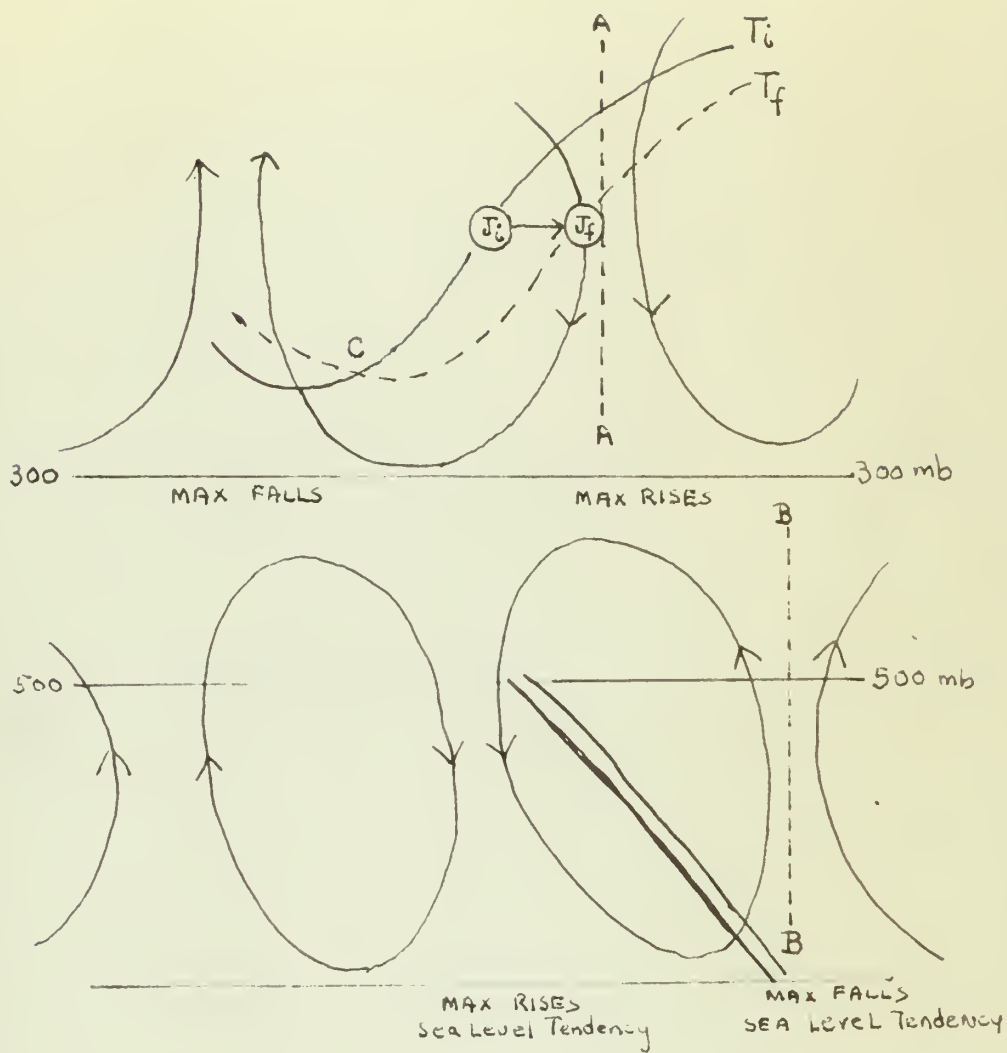 A
Ti
Tf
Ji
Jf
C
A
300
300 mb
MAX FALLS
MAX RISES
B
500
500 mb
B
MAX RISES
Sea Level Tendency
MAX FALLS
SEA Level Tendency